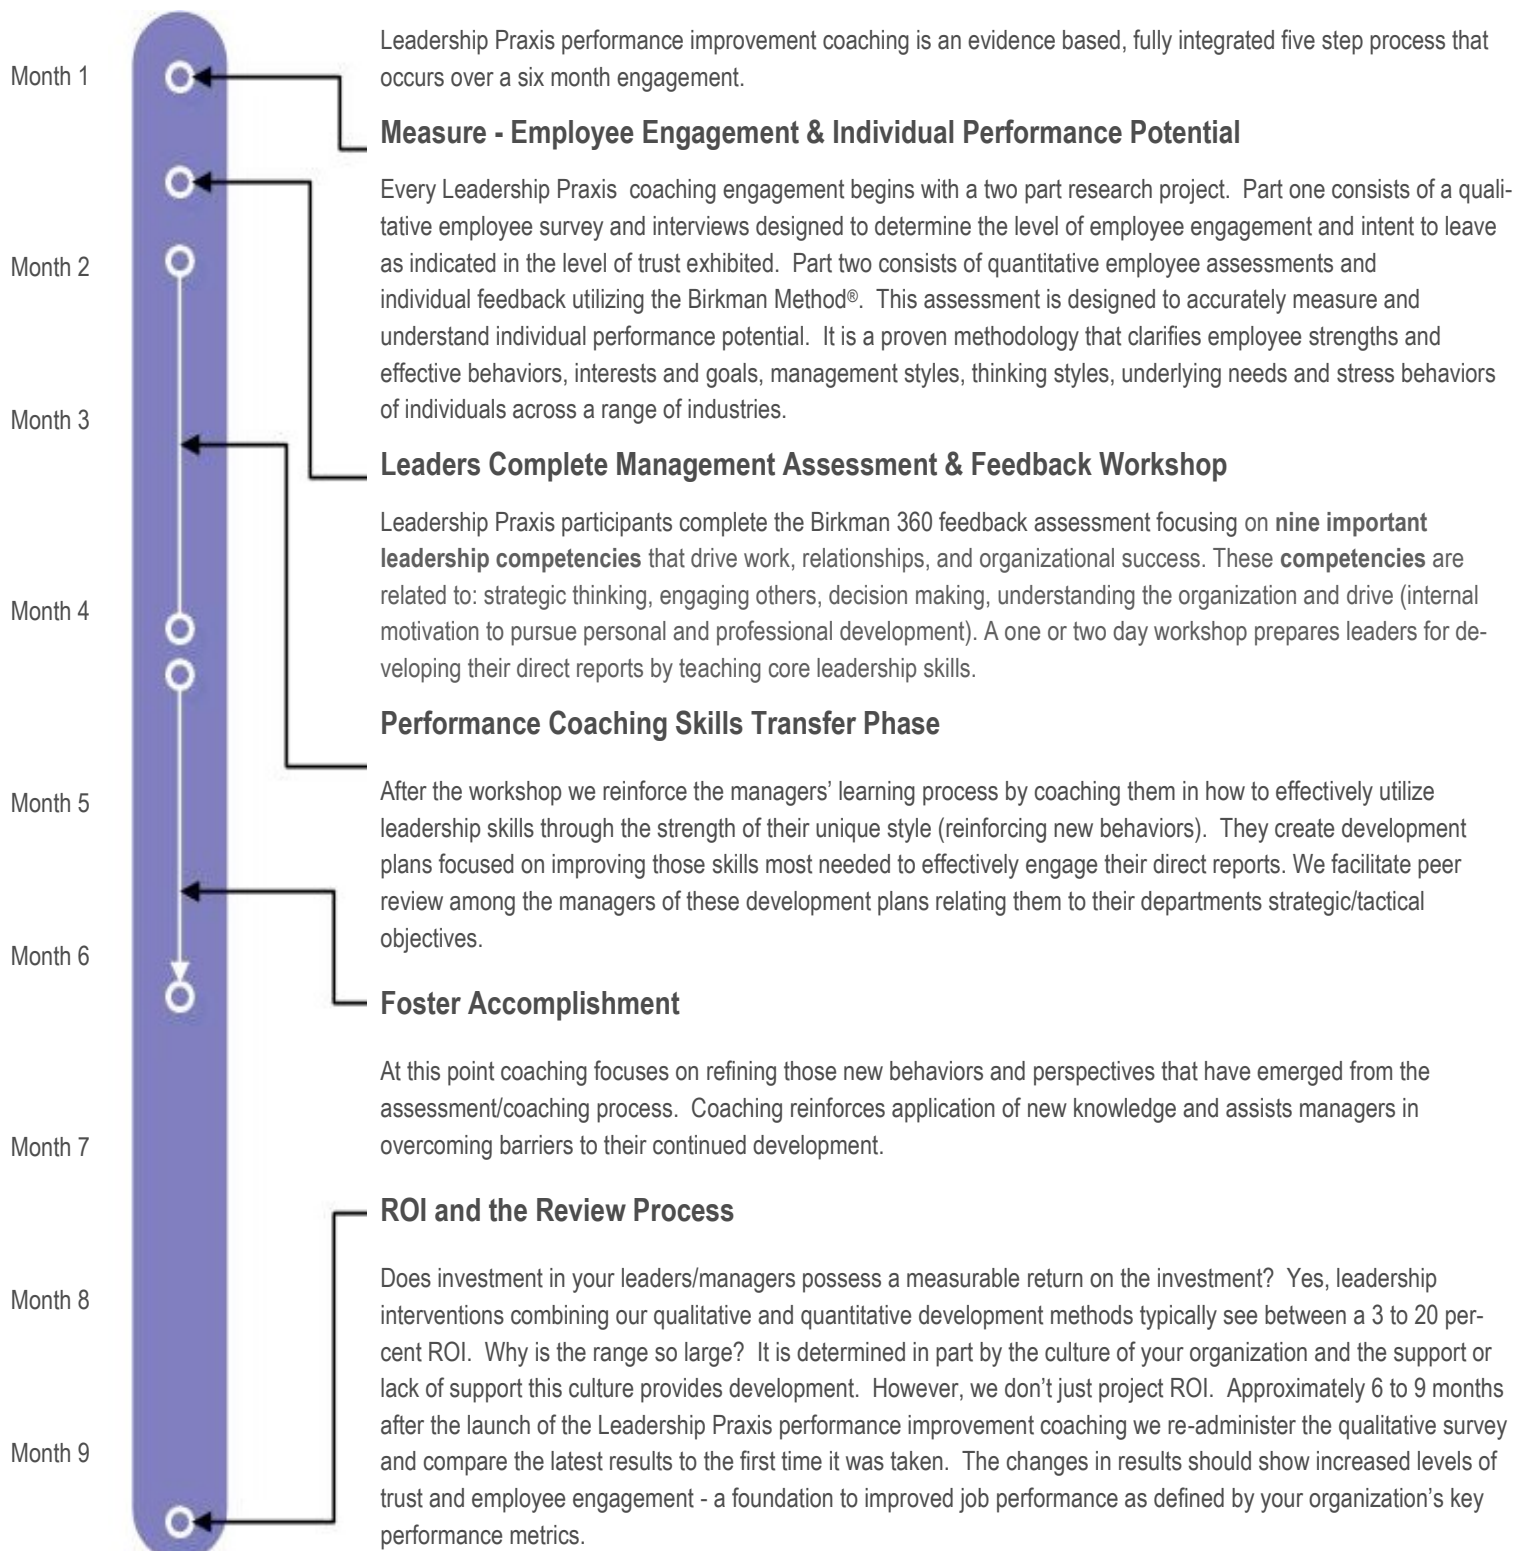 Leadership Praxis performance improvement coaching is an evidence based, fully integrated five step process that
Month 1
occurs over a six month engagement.
Measure - Employee Engagement & Individual Performance Potential
Every Leadership Praxis  coaching engagement begins with a two part research project.  Part one consists of a quali-
tative employee survey and interviews designed to determine the level of employee engagement and intent to leave
Month 2
as indicated in the level of trust exhibited.  Part two consists of quantitative employee assessments and
individual feedback utilizing the Birkman Method®.  This assessment is designed to accurately measure and
understand individual performance potential.  It is a proven methodology that clarifies employee strengths and
effective behaviors, interests and goals, management styles, thinking styles, underlying needs and stress behaviors
Month 3
of individuals across a range of industries.
Leaders Complete Management Assessment & Feedback Workshop
Leadership Praxis participants complete the Birkman 360 feedback assessment focusing on nine important
leadership competencies that drive work, relationships, and organizational success. These competencies are
related to: strategic thinking, engaging others, decision making, understanding the organization and drive (internal
Month 4
motivation to pursue personal and professional development). A one or two day workshop prepares leaders for de-
veloping their direct reports by teaching core leadership skills.
Performance Coaching Skills Transfer Phase
After the workshop we reinforce the managers’ learning process by coaching them in how to effectively utilize
Month 5
leadership skills through the strength of their unique style (reinforcing new behaviors).  They create development
plans focused on improving those skills most needed to effectively engage their direct reports. We facilitate peer
review among the managers of these development plans relating them to their departments strategic/tactical
objectives.
Month 6
Foster Accomplishment
At this point coaching focuses on refining those new behaviors and perspectives that have emerged from the
assessment/coaching process.  Coaching reinforces application of new knowledge and assists managers in
overcoming barriers to their continued development.
Month 7
ROI and the Review Process
Does investment in your leaders/managers possess a measurable return on the investment?  Yes, leadership
Month 8
interventions combining our qualitative and quantitative development methods typically see between a 3 to 20 per-
cent ROI.  Why is the range so large?  It is determined in part by the culture of your organization and the support or
lack of support this culture provides development.  However, we don’t just project ROI.  Approximately 6 to 9 months
after the launch of the Leadership Praxis performance improvement coaching we re-administer the qualitative survey
Month 9
and compare the latest results to the first time it was taken.  The changes in results should show increased levels of
trust and employee engagement - a foundation to improved job performance as defined by your organization’s key
performance metrics.